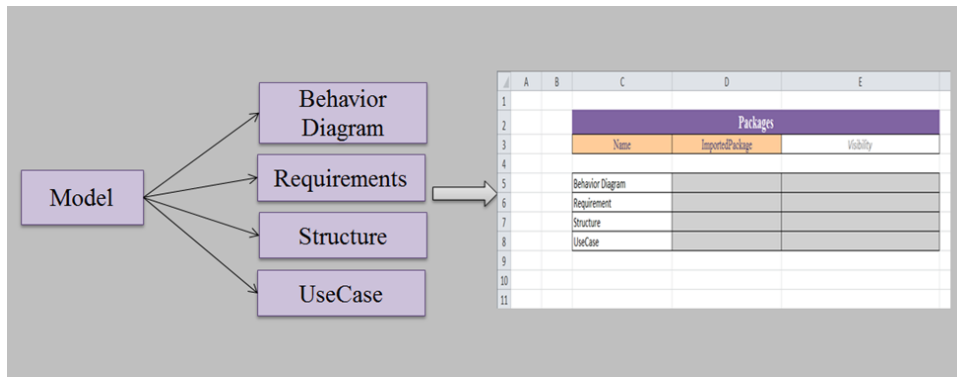 Model
Behavior
Diagram
Requirements
Structure
UseCase
A B C D E
1
2 Packages
3 Name ImportedPackage Visibility
4
5 Behavior Diagram
6 Requirement
7 Structure
8 UseCase
9
10
11